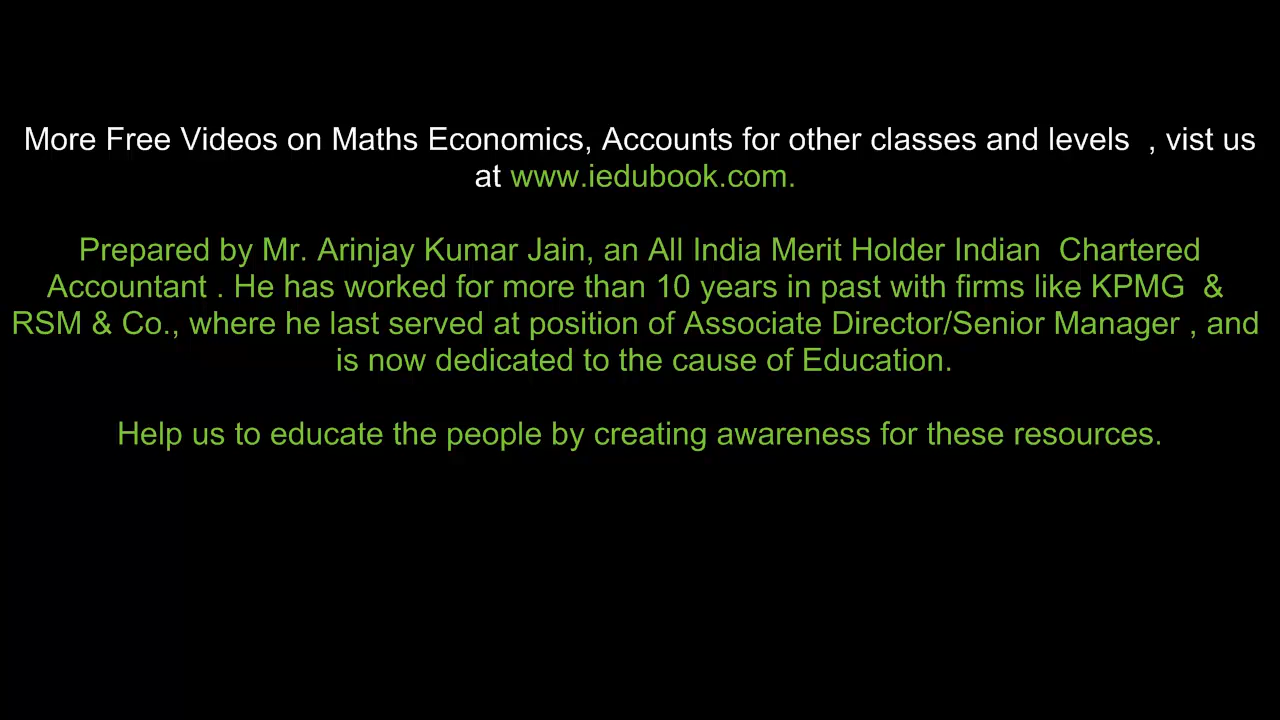 More Free Videos on Maths Economics, Accounts for other classes and levels  , vist us
at www.iedubook.com.
Prepared by Mr. Arinjay Kumar Jain, an All India Merit Holder Indian  Chartered
Accountant . He has worked for more than 10 years in past with firms like KPMG  &
RSM & Co., where he last served at position of Associate Director/Senior Manager , and
is now dedicated to the cause of Education.
Help us to educate the people by creating awareness for these resources.